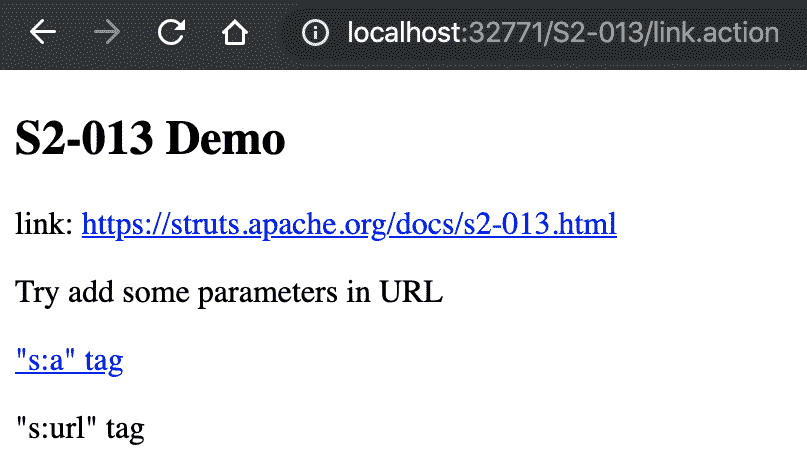 localhost:32771/S2-013/link.action
S2-013 Demo
link: https://struts.apache.org/docs/s2-013.html
Try add some parameters in URL
"s:a" tag
"s:url" tag